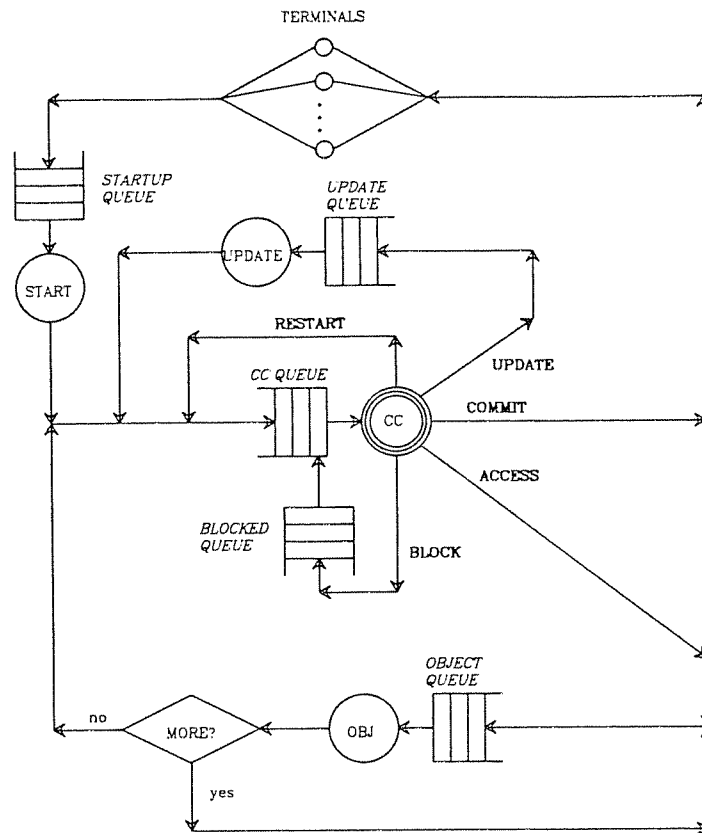 TERMINALS
STARTUP
QUEUE
UPDATE
QUEUE
UPDATE
START
RESTART
UPDATE
CC QUEUE
CC
COMMIT
ACCESS
BLOCKED
QUEUE
BLOCK
OBJECT
QUEUE
no
MORE?
OBJ
yes